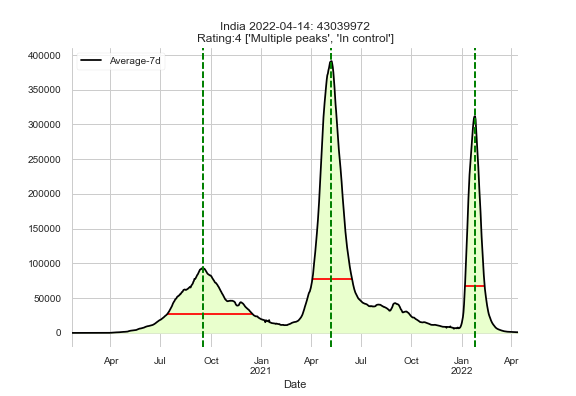 India 2022-04-14: 43039972
Rating:4 ['Multiple peaks', 'In control']
Average-7d
400000
350000
300000
250000
200000
150000
100000
50000
0
Apr Jul Oct Jan Apr Jul Oct Jan Apr
2021 2022
Date